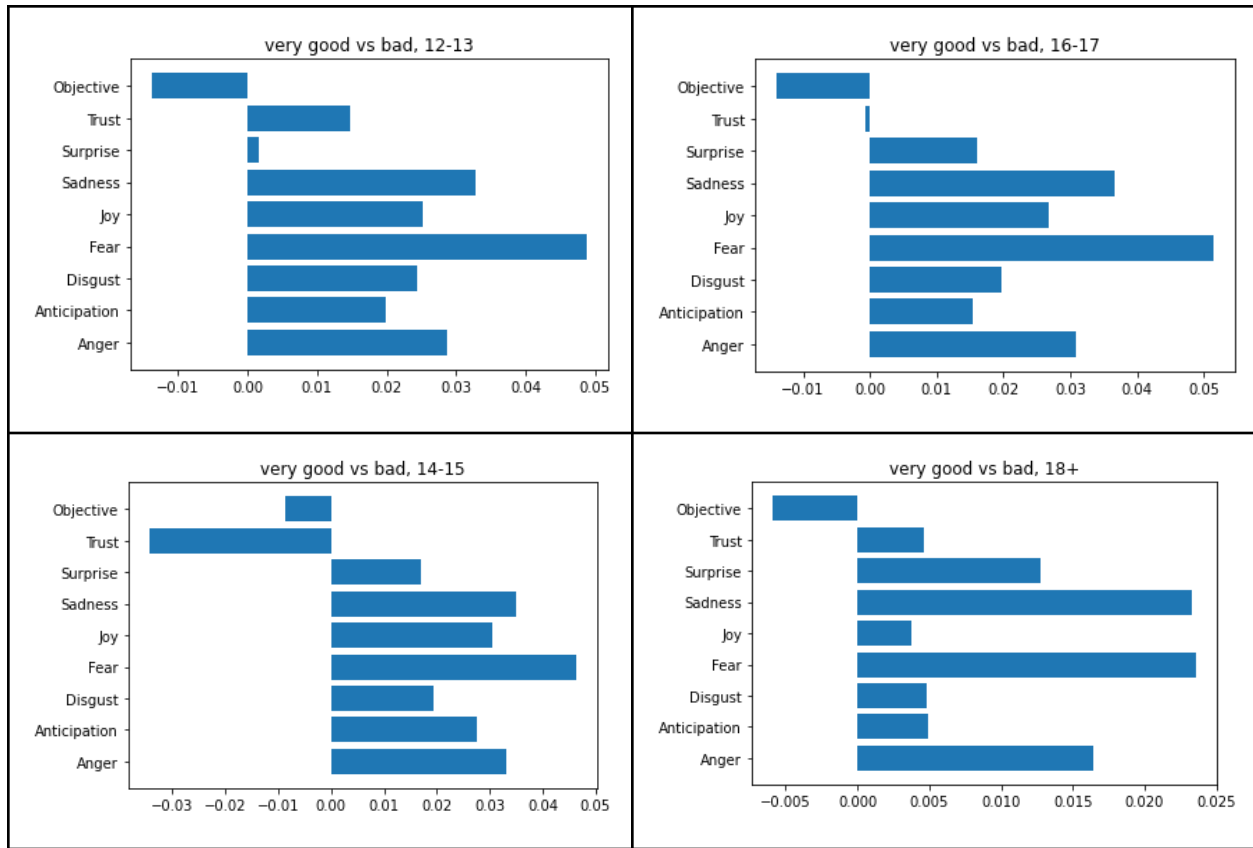 very good vs bad, 12-13
Objective
Trust
Surprise
Sadness
Joy
Fear
Disgust
Anticipation
Anger
−0.01 0.00 0.01 0.02 0.03 0.04 0.05
very good vs bad, 16-17
Objective
Trust
Surprise
Sadness
Joy
Fear
Disgust
Anticipation
Anger
−0.01 0.00 0.01 0.02 0.03 0.04 0.05
very good vs bad, 14-15
Objective
Trust
Surprise
Sadness
Joy
Fear
Disgust
Anticipation
Anger
−0.03 −0.02 −0.01 0.00 0.01 0.02 0.03 0.04 0.05
very good vs bad, 18+
Objective
Trust
Surprise
Sadness
Joy
Fear
Disgust
Anticipation
Anger
−0.005 0.000 0.005 0.010 0.015 0.020 0.025